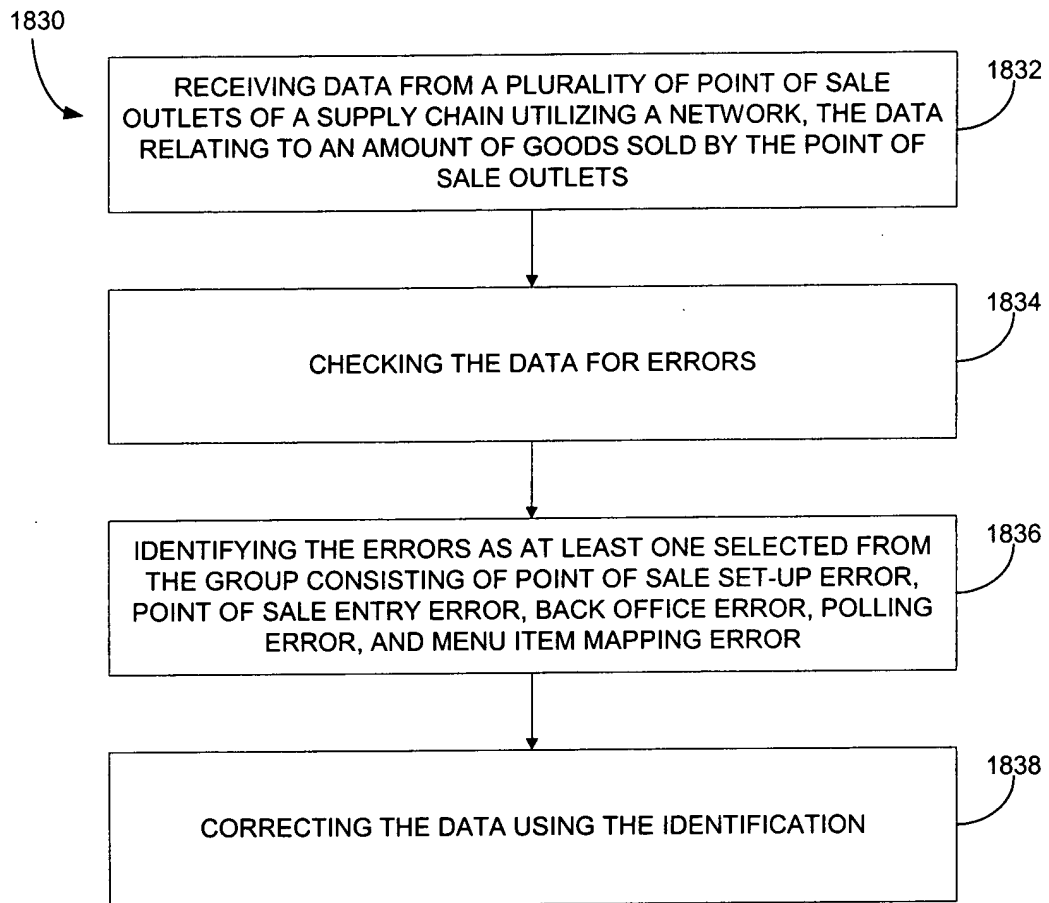 1830
RECEIVING DATA FROM A PLURALITY OF POINT OF SALE
OUTLETS OF A SUPPLY CHAIN UTILIZING A NETWORK, THE DATA
RELATING TO AN AMOUNT OF GOODS SOLD BY THE POINT OF
SALE OUTLETS
1832
CHECKING THE DATA FOR ERRORS
1834
IDENTIFYING THE ERRORS AS AT LEAST ONE SELECTED FROM
THE GROUP CONSISTING OF POINT OF SALE SET-UP ERROR,
POINT OF SALE ENTRY ERROR, BACK OFFICE ERROR, POLLING
ERROR, AND MENU ITEM MAPPING ERROR
1836
CORRECTING THE DATA USING THE IDENTIFICATION
1838